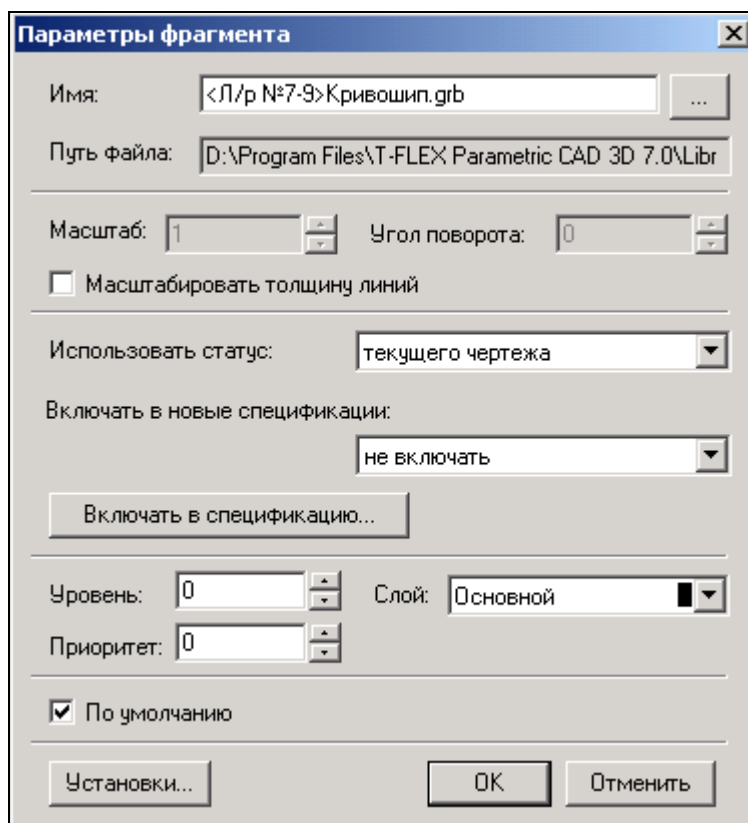 Параметры фрагмента
Имя: <Л/р №7-9>Кривошип.grb ...
Путь файла: D:\Program Files\T-FLEX Parametric CAD 3D 7.0\Libr
Масштаб: 1 Угол поворота: 0
Масштабировать толщину линий
Использовать статус: текущего чертежа
Включать в новые спецификации:
не включать
Включать в спецификацию...
Уровень: 0 Слой: Основной
Приоритет: 0
По умолчанию
Установки... OK Отменить